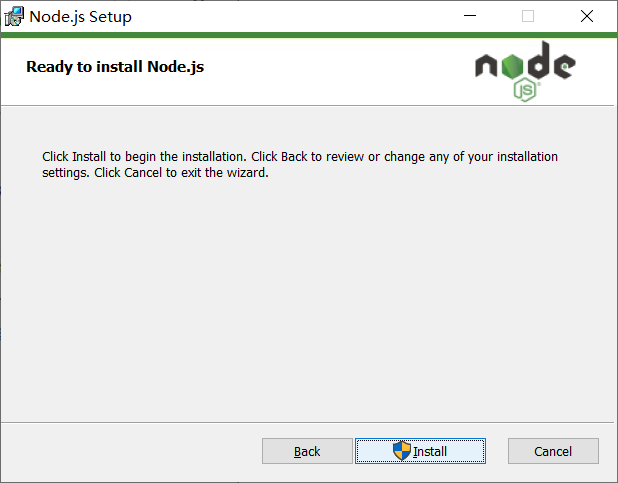 Node.js Setup
Ready to install Node.js
node
JS
Click Install to begin the installation. Click Back to review or change any of your installation
settings. Click Cancel to exit the wizard.
Back
Install
Cancel